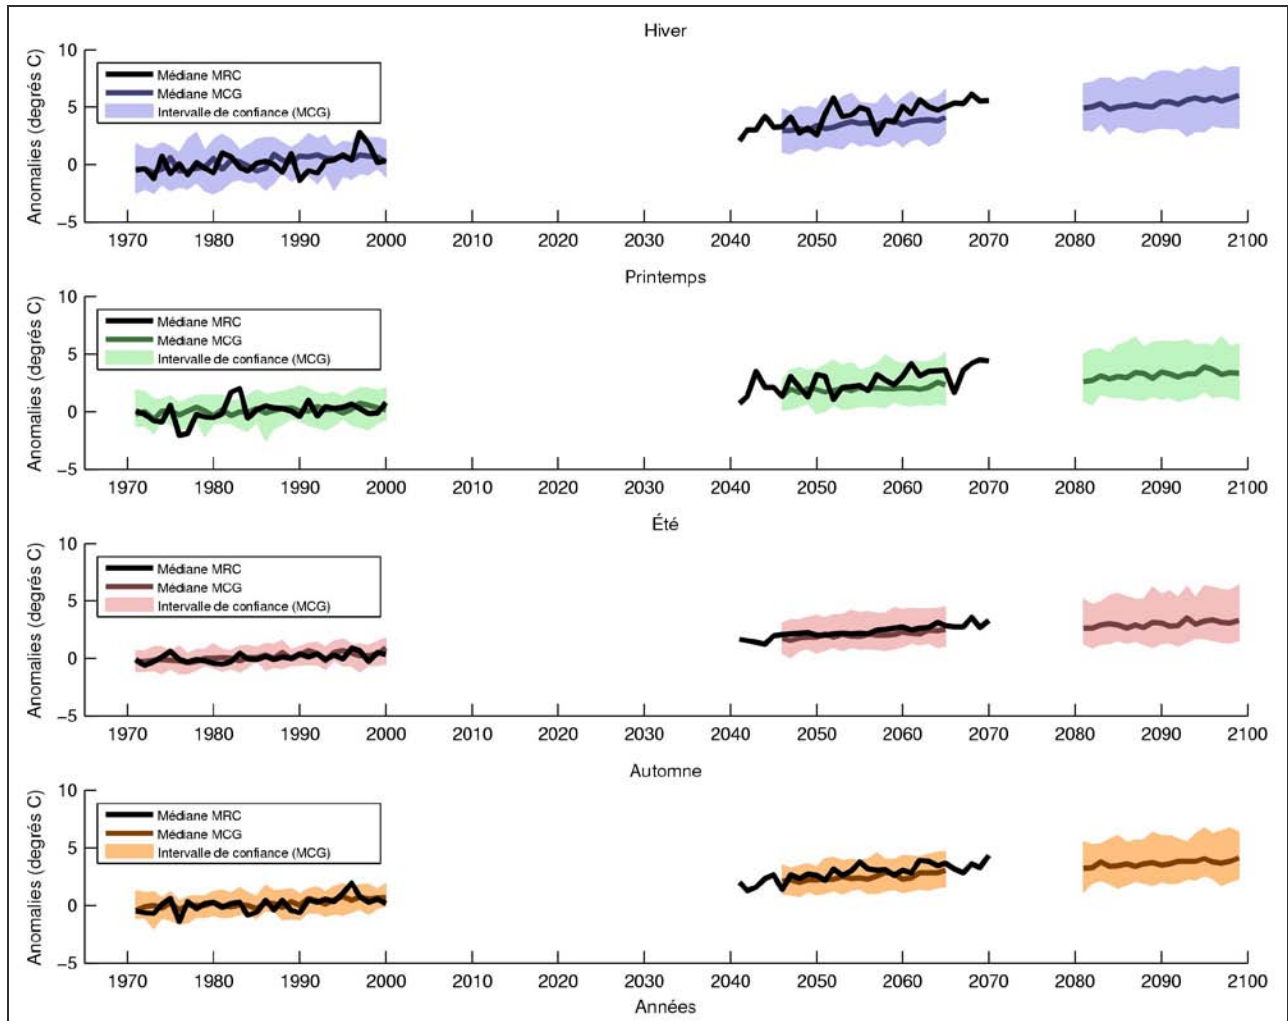 Hiver
Anomalies (degrés C)
10
5
0
−5
Médiane MRC
Médiane MCG
Intervalle de confiance (MCG)
1970 1980 1990 2000 2010 2020 2030 2040 2050 2060 2070 2080 2090 2100
Printemps
Anomalies (degrés C)
10
5
0
−5
Médiane MRC
Médiane MCG
Intervalle de confiance (MCG)
1970 1980 1990 2000 2010 2020 2030 2040 2050 2060 2070 2080 2090 2100
Été
Anomalies (degrés C)
10
5
0
−5
Médiane MRC
Médiane MCG
Intervalle de confiance (MCG)
1970 1980 1990 2000 2010 2020 2030 2040 2050 2060 2070 2080 2090 2100
Automne
Anomalies (degrés C)
10
5
0
−5
Médiane MRC
Médiane MCG
Intervalle de confiance (MCG)
1970 1980 1990 2000 2010 2020 2030 2040 2050 2060 2070 2080 2090 2100
Années